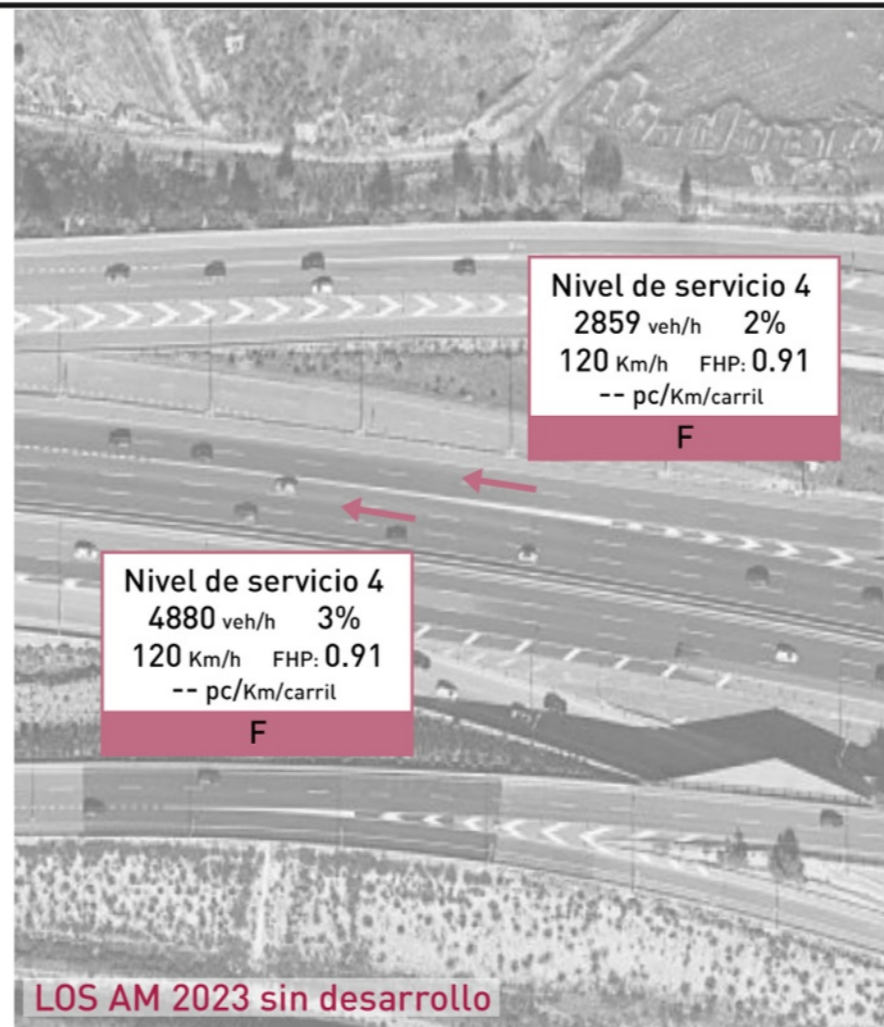 Nivel de servicio 4
2859 veh/h 2%
120 Km/h FHP: 0.91
-- pc/Km/carril
F
Nivel de servicio 4
4880 veh/h 3%
120 Km/h FHP: 0.91
-- pc/Km/carril
F
LOS AM 2023 sin desarrollo